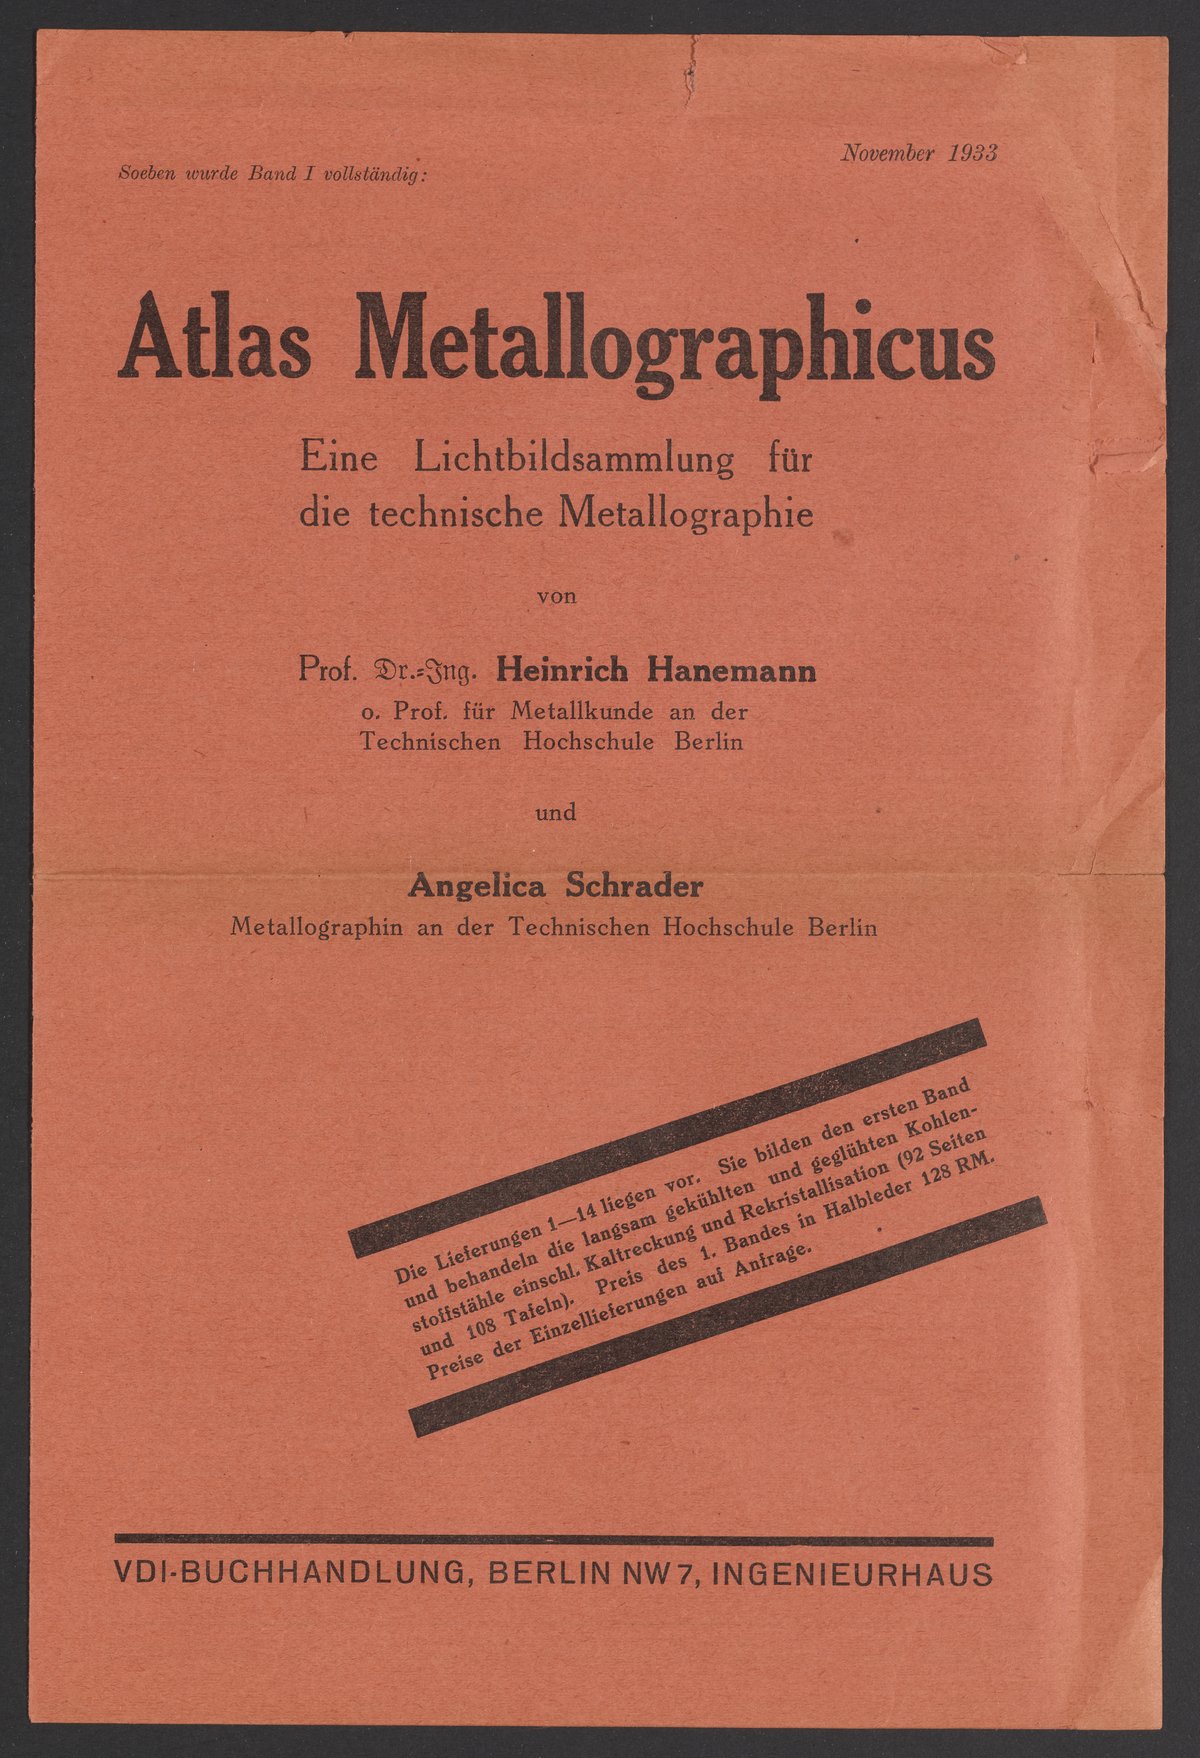 November 1933
Soeben wurde Band I vollständig:
Atlas Metallographicus
Eine Lichtbildsammlung für
die technische Metallographie
von
Prof. Dr.-Ing. Heinrich Hanemann
o. Prof. für Metallkunde an der
Technischen Hochschule Berlin
und
Angelica Schrader
Metallographin an der Technischen Hochschule Berlin
Die Lieferungen 1—14 liegen vor. Sie bilden den ersten Band
und behandeln die langsam gekühlten und geglühten Kohlen-
stoffstähle einschl. Kaltreckung und Rekristallisation (92 Seiten
und 108 Tafeln). Preis des 1. Bandes in Halbleder 128 RM.
Preise der Einzellieferungen auf Anfrage.
VDI-BUCHHANDLUNG, BERLIN NW 7, INGENIEURHAUS